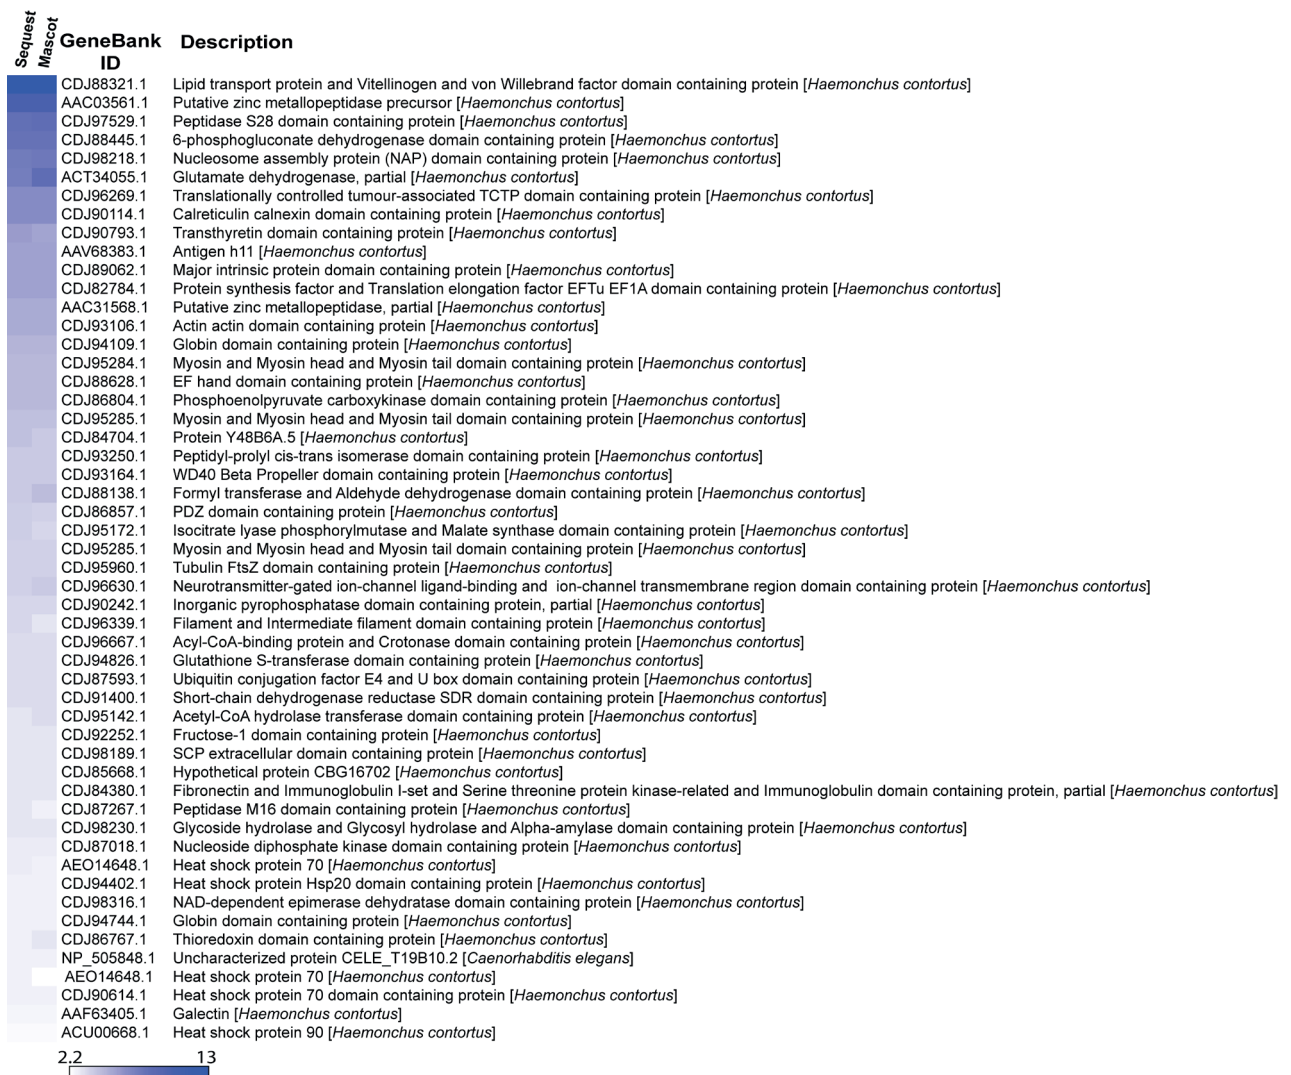 Sequest Mascot GeneBank ID Description
CDJ88321.1 Lipid transport protein and Vitellinogen and von Willebrand factor domain containing protein [Haemonchus contortus]
AAC03561.1 Putative zinc metallopeptidase precursor [Haemonchus contortus]
CDJ97529.1 Peptidase S28 domain containing protein [Haemonchus contortus]
CDJ88445.1 6-phosphogluconate dehydrogenase domain containing protein [Haemonchus contortus]
CDJ98218.1 Nucleosome assembly protein (NAP) domain containing protein [Haemonchus contortus]
ACT34055.1 Glutamate dehydrogenase, partial [Haemonchus contortus]
CDJ96269.1 Translationally controlled tumour-associated TCTP domain containing protein [Haemonchus contortus]
CDJ90114.1 Calreticulin calnexin domain containing protein [Haemonchus contortus]
CDJ90793.1 Transthyretin domain containing protein [Haemonchus contortus]
AAV68383.1 Antigen h11 [Haemonchus contortus]
CDJ89062.1 Major intrinsic protein domain containing protein [Haemonchus contortus]
CDJ82784.1 Protein synthesis factor and Translation elongation factor EFTu EF1A domain containing protein [Haemonchus contortus]
AAC31568.1 Putative zinc metallopeptidase, partial [Haemonchus contortus]
CDJ93106.1 Actin actin domain containing protein [Haemonchus contortus]
CDJ94109.1 Globin domain containing protein [Haemonchus contortus]
CDJ95284.1 Myosin and Myosin head and Myosin tail domain containing protein [Haemonchus contortus]
CDJ88628.1 EF hand domain containing protein [Haemonchus contortus]
CDJ86804.1 Phosphoenolpyruvate carboxykinase domain containing protein [Haemonchus contortus]
CDJ95285.1 Myosin and Myosin head and Myosin tail domain containing protein [Haemonchus contortus]
CDJ84704.1 Protein Y48B6A.5 [Haemonchus contortus]
CDJ93250.1 Peptidyl-prolyl cis-trans isomerase domain containing protein [Haemonchus contortus]
CDJ93164.1 WD40 Beta Propeller domain containing protein [Haemonchus contortus]
CDJ88138.1 Formyl transferase and Aldehyde dehydrogenase domain containing protein [Haemonchus contortus]
CDJ86857.1 PDZ domain containing protein [Haemonchus contortus]
CDJ95172.1 Isocitrate lyase phosphorylmutase and Malate synthase domain containing protein [Haemonchus contortus]
CDJ95285.1 Myosin and Myosin head and Myosin tail domain containing protein [Haemonchus contortus]
CDJ95960.1 Tubulin FtsZ domain containing protein [Haemonchus contortus]
CDJ96630.1 Neurotransmitter-gated ion-channel ligand-binding and ion-channel transmembrane region domain containing protein [Haemonchus contortus]
CDJ90242.1 Inorganic pyrophosphatase domain containing protein, partial [Haemonchus contortus]
CDJ96339.1 Filament and Intermediate filament domain containing protein [Haemonchus contortus]
CDJ96667.1 Acyl-CoA-binding protein and Crotonase domain containing protein [Haemonchus contortus]
CDJ94826.1 Glutathione S-transferase domain containing protein [Haemonchus contortus]
CDJ87593.1 Ubiquitin conjugation factor E4 and U box domain containing protein [Haemonchus contortus]
CDJ91400.1 Short-chain dehydrogenase reductase SDR domain containing protein [Haemonchus contortus]
CDJ95142.1 Acetyl-CoA hydrolase transferase domain containing protein [Haemonchus contortus]
CDJ92252.1 Fructose-1 domain containing protein [Haemonchus contortus]
CDJ98189.1 SCP extracellular domain containing protein [Haemonchus contortus]
CDJ85668.1 Hypothetical protein CBG16702 [Haemonchus contortus]
CDJ84380.1 Fibronectin and Immunoglobulin I-set and Serine threonine protein kinase-related and Immunoglobulin domain containing protein, partial [Haemonchus contortus]
CDJ87267.1 Peptidase M16 domain containing protein [Haemonchus contortus]
CDJ98230.1 Glycoside hydrolase and Glycosyl hydrolase and Alpha-amylase domain containing protein [Haemonchus contortus]
CDJ87018.1 Nucleoside diphosphate kinase domain containing protein [Haemonchus contortus]
AEO14648.1 Heat shock protein 70 [Haemonchus contortus]
CDJ94402.1 Heat shock protein Hsp20 domain containing protein [Haemonchus contortus]
CDJ98316.1 NAD-dependent epimerase dehydratase domain containing protein [Haemonchus contortus]
CDJ94744.1 Globin domain containing protein [Haemonchus contortus]
CDJ86767.1 Thioredoxin domain containing protein [Haemonchus contortus]
NP_505848.1 Uncharacterized protein CELE_T19B10.2 [Caenorhabditis elegans]
AEO14648.1 Heat shock protein 70 [Haemonchus contortus]
CDJ90614.1 Heat shock protein 70 domain containing protein [Haemonchus contortus]
AAF63405.1 Galectin [Haemonchus contortus]
ACU00668.1 Heat shock protein 90 [Haemonchus contortus]
2.2 13